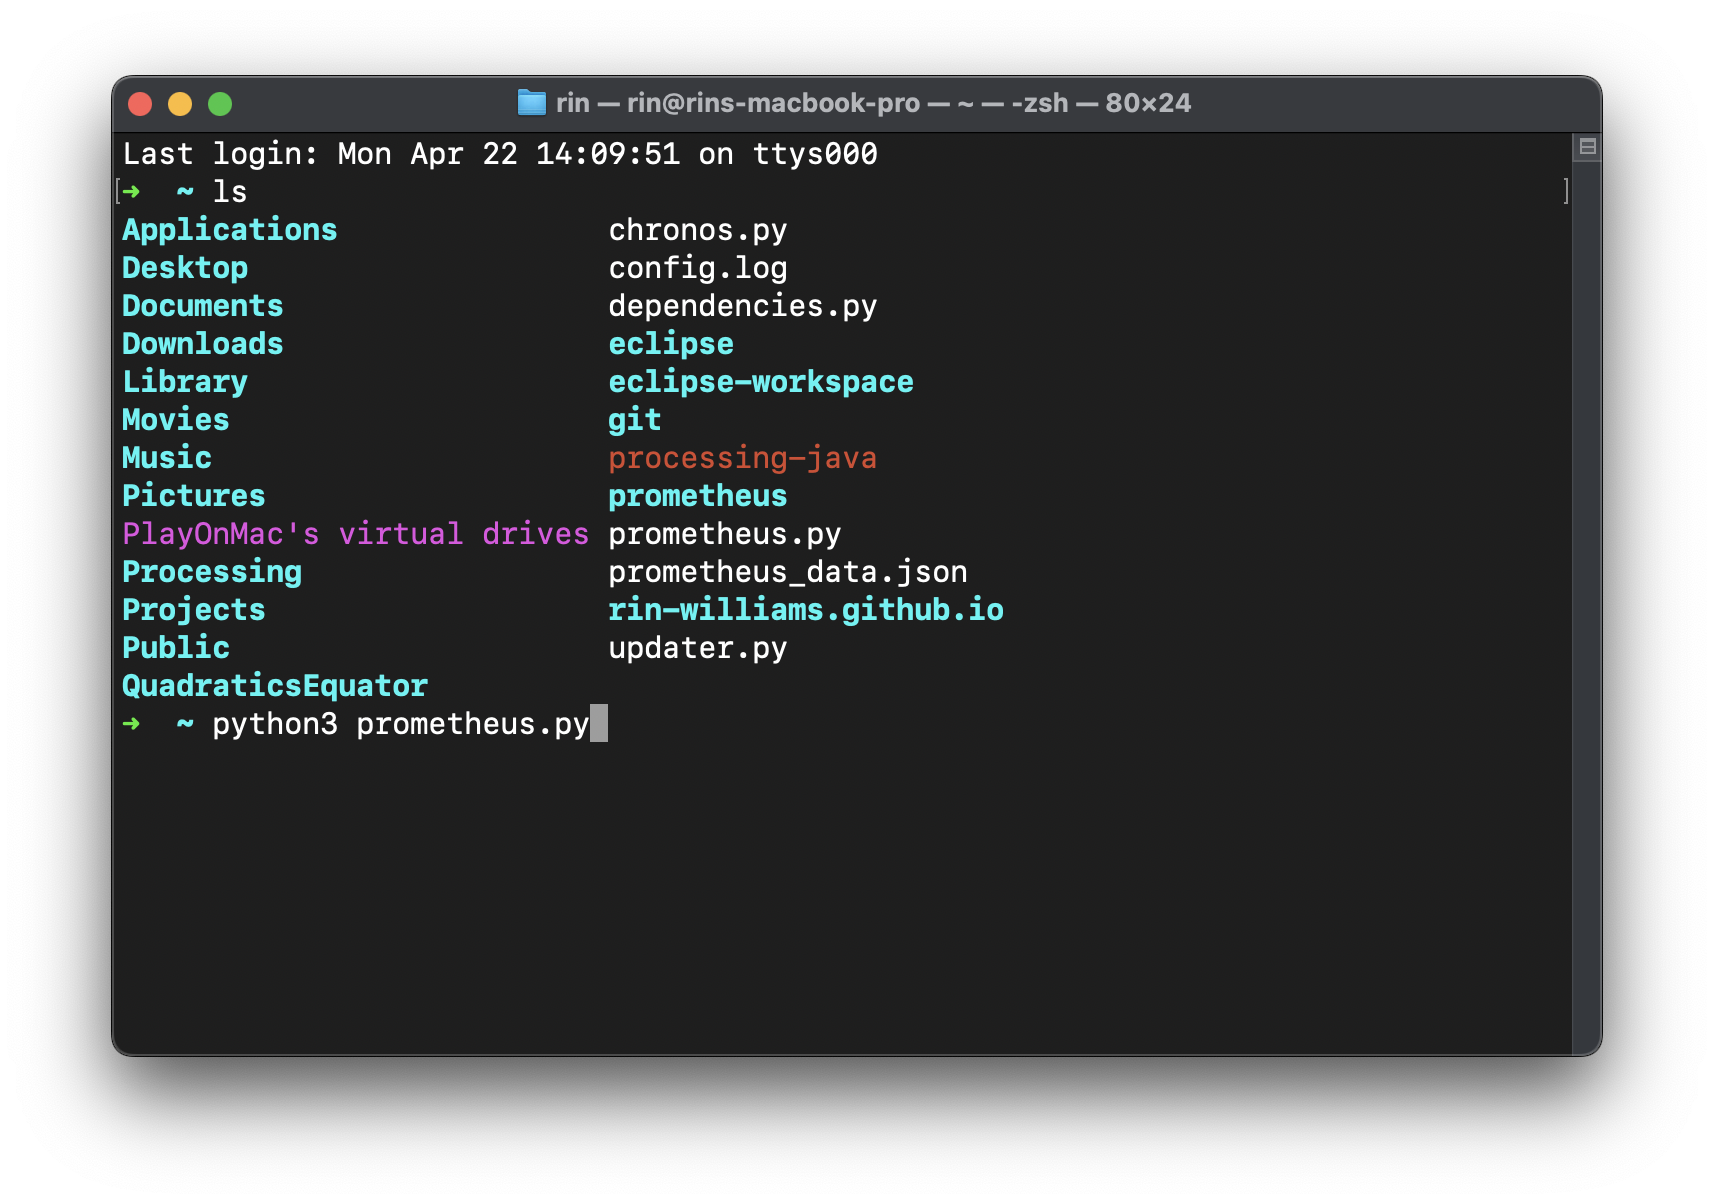 rin — rin@rins-macbook-pro — ~ — -zsh — 80×24
Last login: Mon Apr 22 14:09:51 on ttys000
[➜  ~ ls ]
Applications chronos.py
Desktop config.log
Documents dependencies.py
Downloads eclipse
Library eclipse-workspace
Movies git
Music processing-java
Pictures prometheus
PlayOnMac's virtual drives prometheus.py
Processing prometheus_data.json
Projects rin-williams.github.io
Public updater.py
QuadraticsEquator
➜  ~ python3 prometheus.py